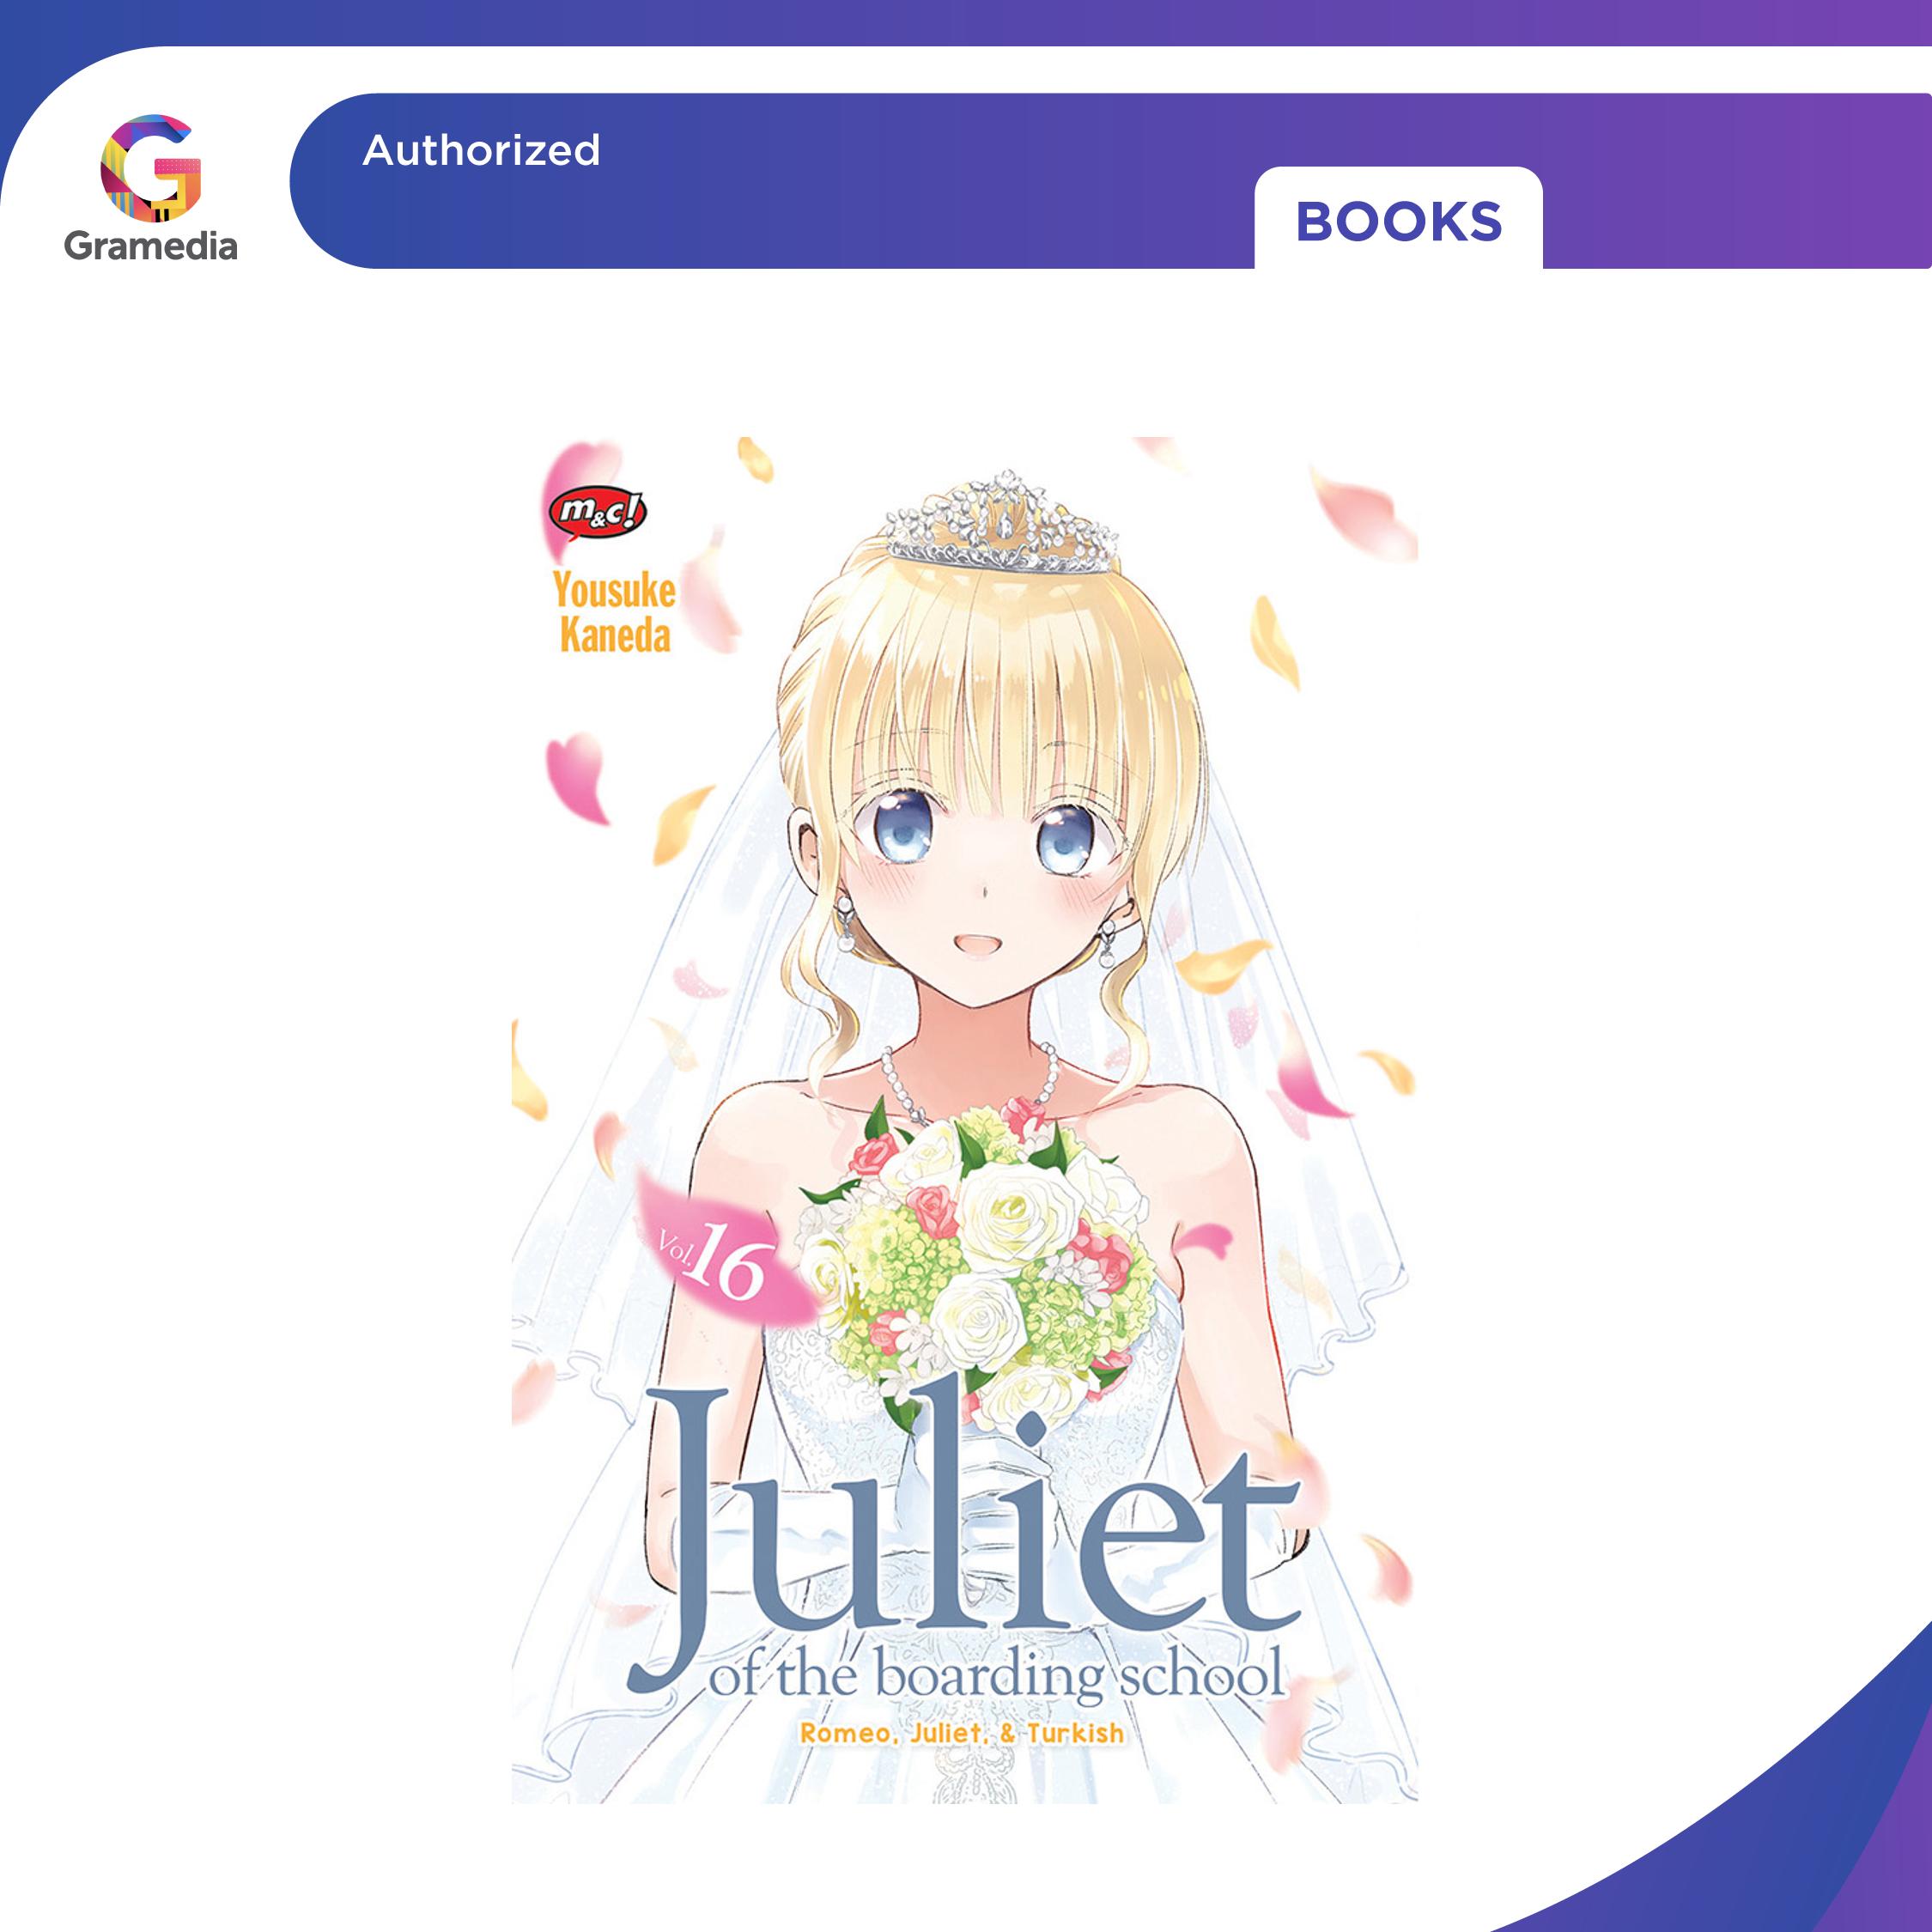 Authorized
BOOKS
Gramedia
m&c!
Yousuke
Kaneda
Vol.16
Juliet
of the boarding school
Romeo, Juliet, & Turkish